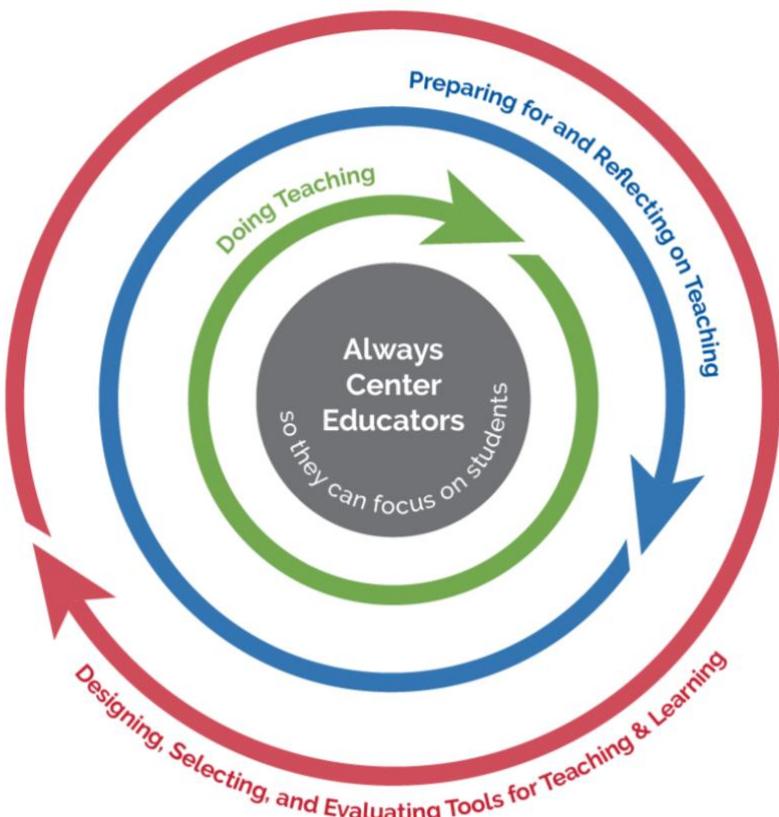 Preparing for and Reflecting on Teaching
Doing Teaching
Always
Center
Educators
so they can focus on students
Designing, Selecting, and Evaluating Tools for Teaching & Learning